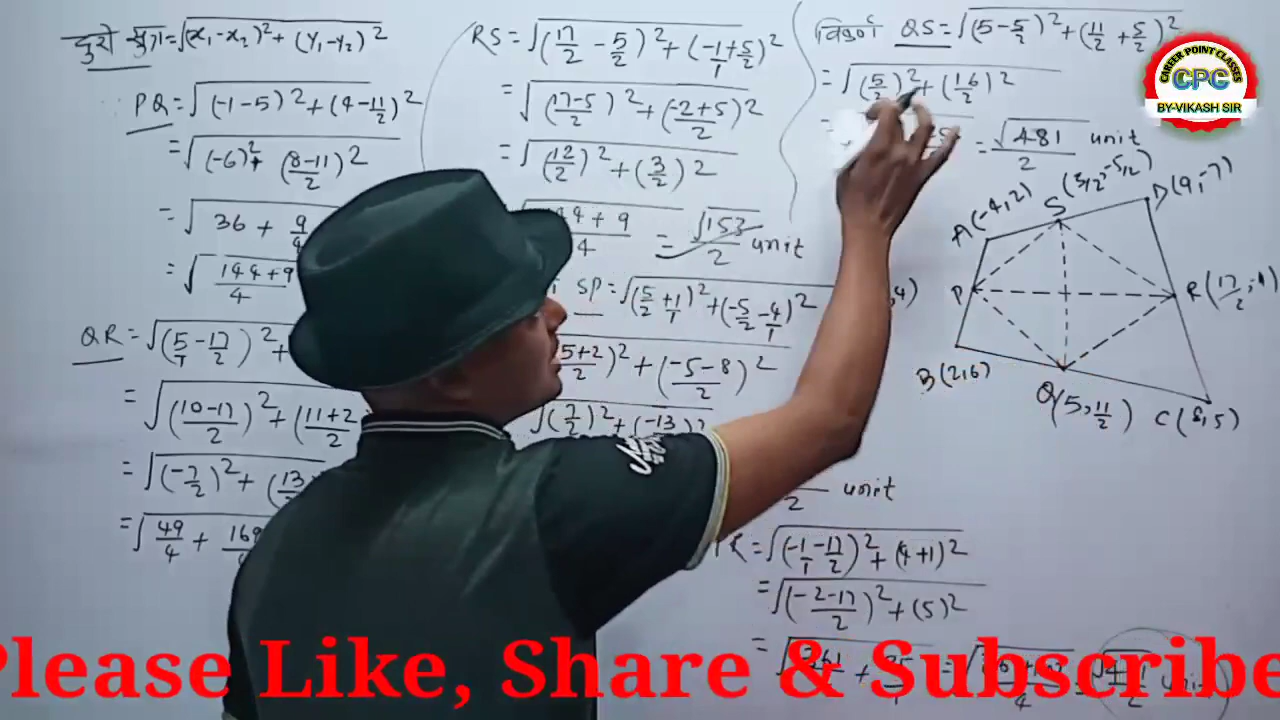 दुरी सुत्र = √(x₁-x₂)² + (y₁-y₂)²
PQ = √(-1-5)² + (4-11/2)²
= √(-6)² + (8-11/2)²
= √36 + 9/4
= √144+9/4
QR = √(5/1-17/2)² +
= √(10-17/2)² + (11+2/2
= √(-7/2)² + (13/2
= √49/4 + 169
RS = √(17/2 - 5/2)² + (-1/1+5/2)²
= √(17-5/2)² + (-2+5/2)²
= √(12/2)² + (3/2)²
144 + 9/4 = √153/2 unit
SP = √(5/2+1/1)² + (-5/2-4/1)²
5+2/2)² + (-5-8/2)²
√(7/2)² + (-13/2
2 unit
R = √(-1/1-17/2)² + (4+1)²
= √(-2-17/2)² + (5)²
= √361 +
विकर्ण QS = √(5-5/2)² + (11/2+5/2)²
= √(5/2)² + (16/2)²
= √481/2 unit
A(-4,2)
S(5/2,-5/2)
D(9,-7)
P
,4)
R(17/2,-1)
B(2,6)
Q(5,11/2)
C(8,5)
CAREER POINT CLASSES
CPC
BY-VIKASH SIR
Please Like, Share & Subscribe